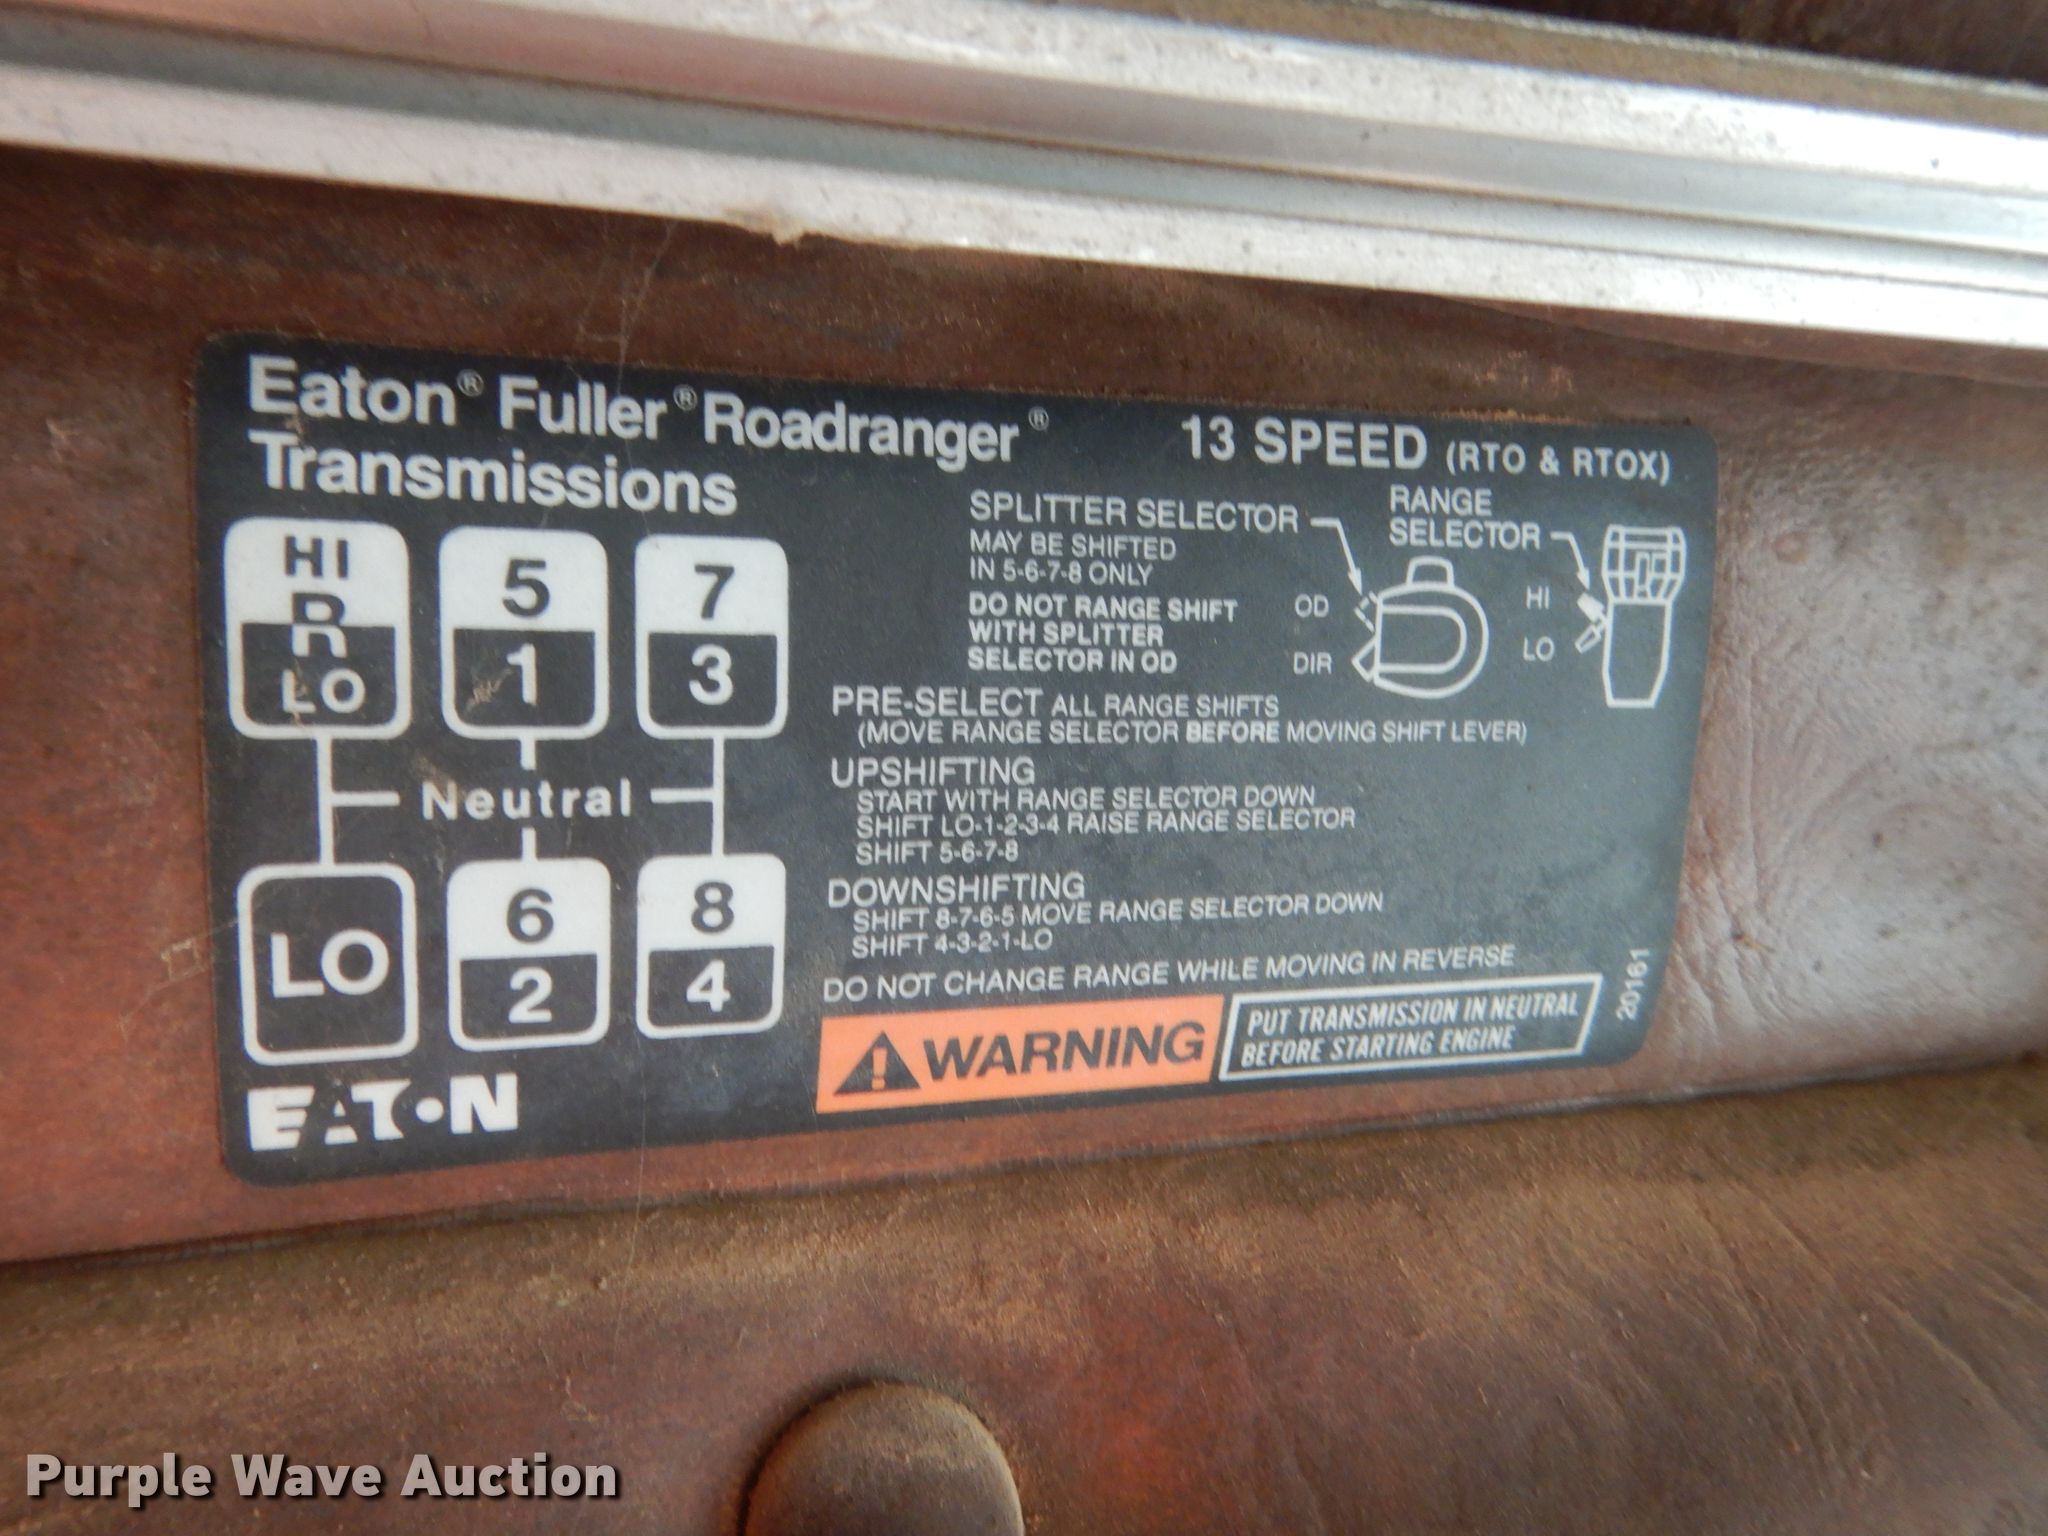 Eaton® Fuller® Roadranger®
Transmissions
13 SPEED (RTO & RTOX)
HI
R
LO
5
1
7
3
Neutral
LO
6
2
8
4
EATON
SPLITTER SELECTOR
MAY BE SHIFTED
IN 5-6-7-8 ONLY
DO NOT RANGE SHIFT
WITH SPLITTER
SELECTOR IN OD
OD
DIR
RANGE
SELECTOR
HI
LO
PRE-SELECT ALL RANGE SHIFTS
(MOVE RANGE SELECTOR BEFORE MOVING SHIFT LEVER)
UPSHIFTING
START WITH RANGE SELECTOR DOWN
SHIFT LO-1-2-3-4 RAISE RANGE SELECTOR
SHIFT 5-6-7-8
DOWNSHIFTING
SHIFT 8-7-6-5 MOVE RANGE SELECTOR DOWN
SHIFT 4-3-2-1-LO
DO NOT CHANGE RANGE WHILE MOVING IN REVERSE
WARNING
PUT TRANSMISSION IN NEUTRAL
BEFORE STARTING ENGINE
20161
Purple Wave Auction